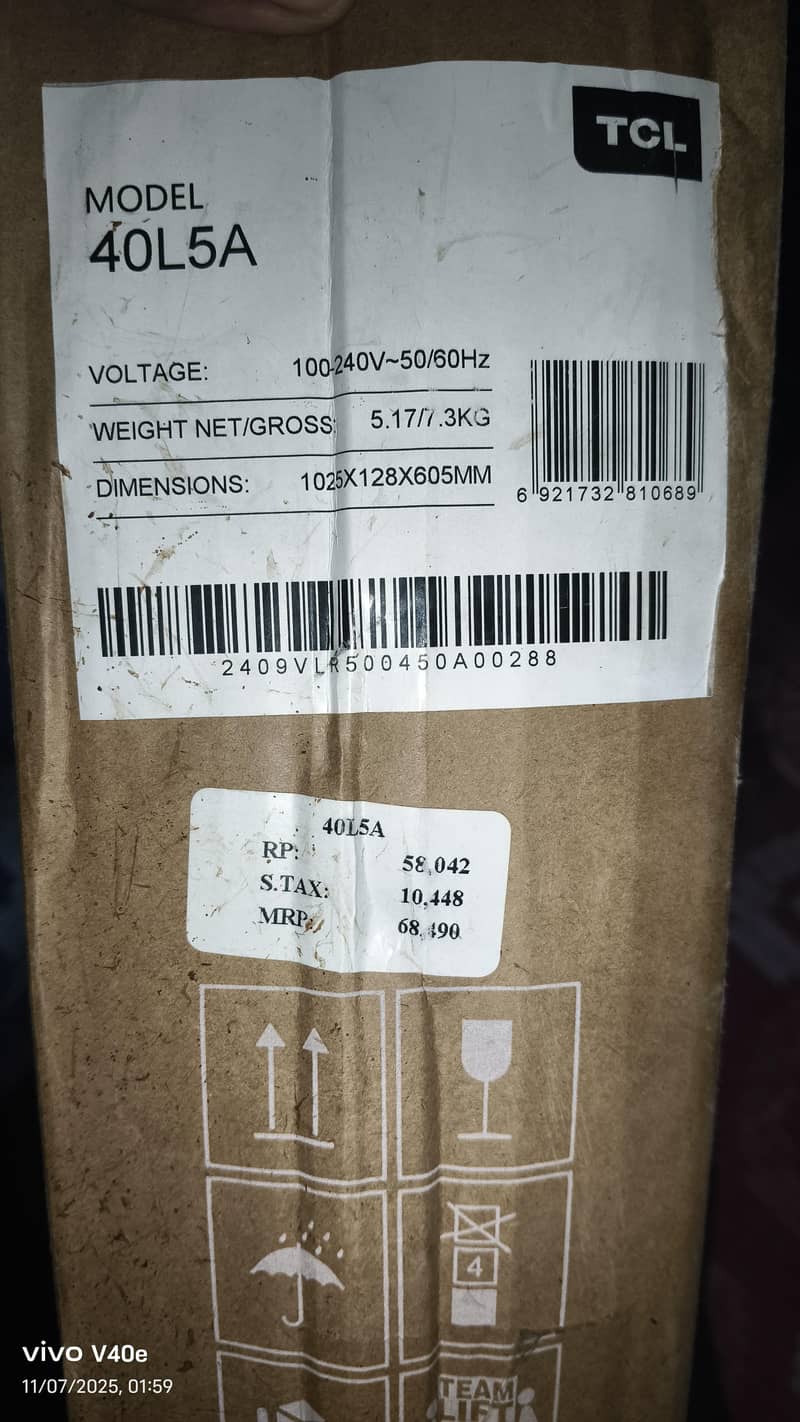 TCL
MODEL
40L5A
VOLTAGE: 100-240V~50/60Hz
WEIGHT NET/GROSS: 5.17/7.3KG
DIMENSIONS: 1025X128X605MM
6 921732 810689
2409VLR500450A00288
40L5A
RP: 58,042
S.TAX: 10,448
MRP: 68,490
4
TEAM
LIFT
vivo V40e
11/07/2025, 01:59